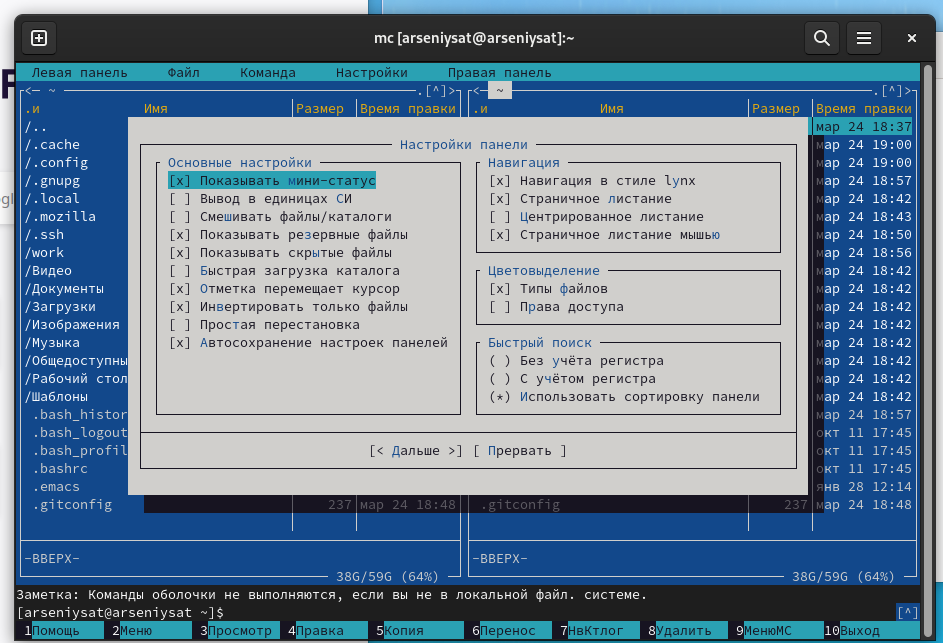 mc [arseniysat@arseniysat]:~
Левая панель Файл Команда Настройки Правая панель
<─ ~ .[^]> <─ ~ .[^]>
.и Имя Размер Время правки .и Имя Размер Время правки
/.. мар 24 18:37
/.cache мар 24 19:00
/.config мар 24 19:00
/.gnupg мар 24 18:57
/.local мар 24 18:42
/.mozilla мар 24 18:43
/.ssh мар 24 18:50
/work мар 24 18:56
/Видео мар 24 18:42
/Документы мар 24 18:42
/Загрузки мар 24 18:42
/Изображения мар 24 18:42
/Музыка мар 24 18:42
/Общедоступны мар 24 18:42
/Рабочий стол мар 24 18:42
/Шаблоны мар 24 18:42
.bash_histor мар 24 18:57
.bash_logout окт 11 17:45
.bash_profil окт 11 17:45
.bashrc окт 11 17:45
.emacs янв 28 12:14
.gitconfig 237 мар 24 18:48 .gitconfig 237 мар 24 18:48
Настройки панели
Основные настройки
[x] Показывать мини-статус
[ ] Вывод в единицах СИ
[ ] Смешивать файлы/каталоги
[x] Показывать резервные файлы
[x] Показывать скрытые файлы
[ ] Быстрая загрузка каталога
[x] Отметка перемещает курсор
[x] Инвертировать только файлы
[ ] Простая перестановка
[x] Автосохранение настроек панелей
Навигация
[x] Навигация в стиле lynx
[x] Страничное листание
[ ] Центрированное листание
[x] Страничное листание мышью
Цветовыделение
[x] Типы файлов
[ ] Права доступа
Быстрый поиск
( ) Без учёта регистра
( ) С учётом регистра
(*) Использовать сортировку панели
[< Дальше >] [ Прервать ]
-ВВЕРХ- -ВВЕРХ-
38G/59G (64%) 38G/59G (64%)
Заметка: Команды оболочки не выполняются, если вы не в локальной файл. системе.
[arseniysat@arseniysat ~]$ [^]
1Помощь 2Меню 3Просмотр 4Правка 5Копия 6Перенос 7НвКтлог 8Удалить 9МенюМС 10Выход